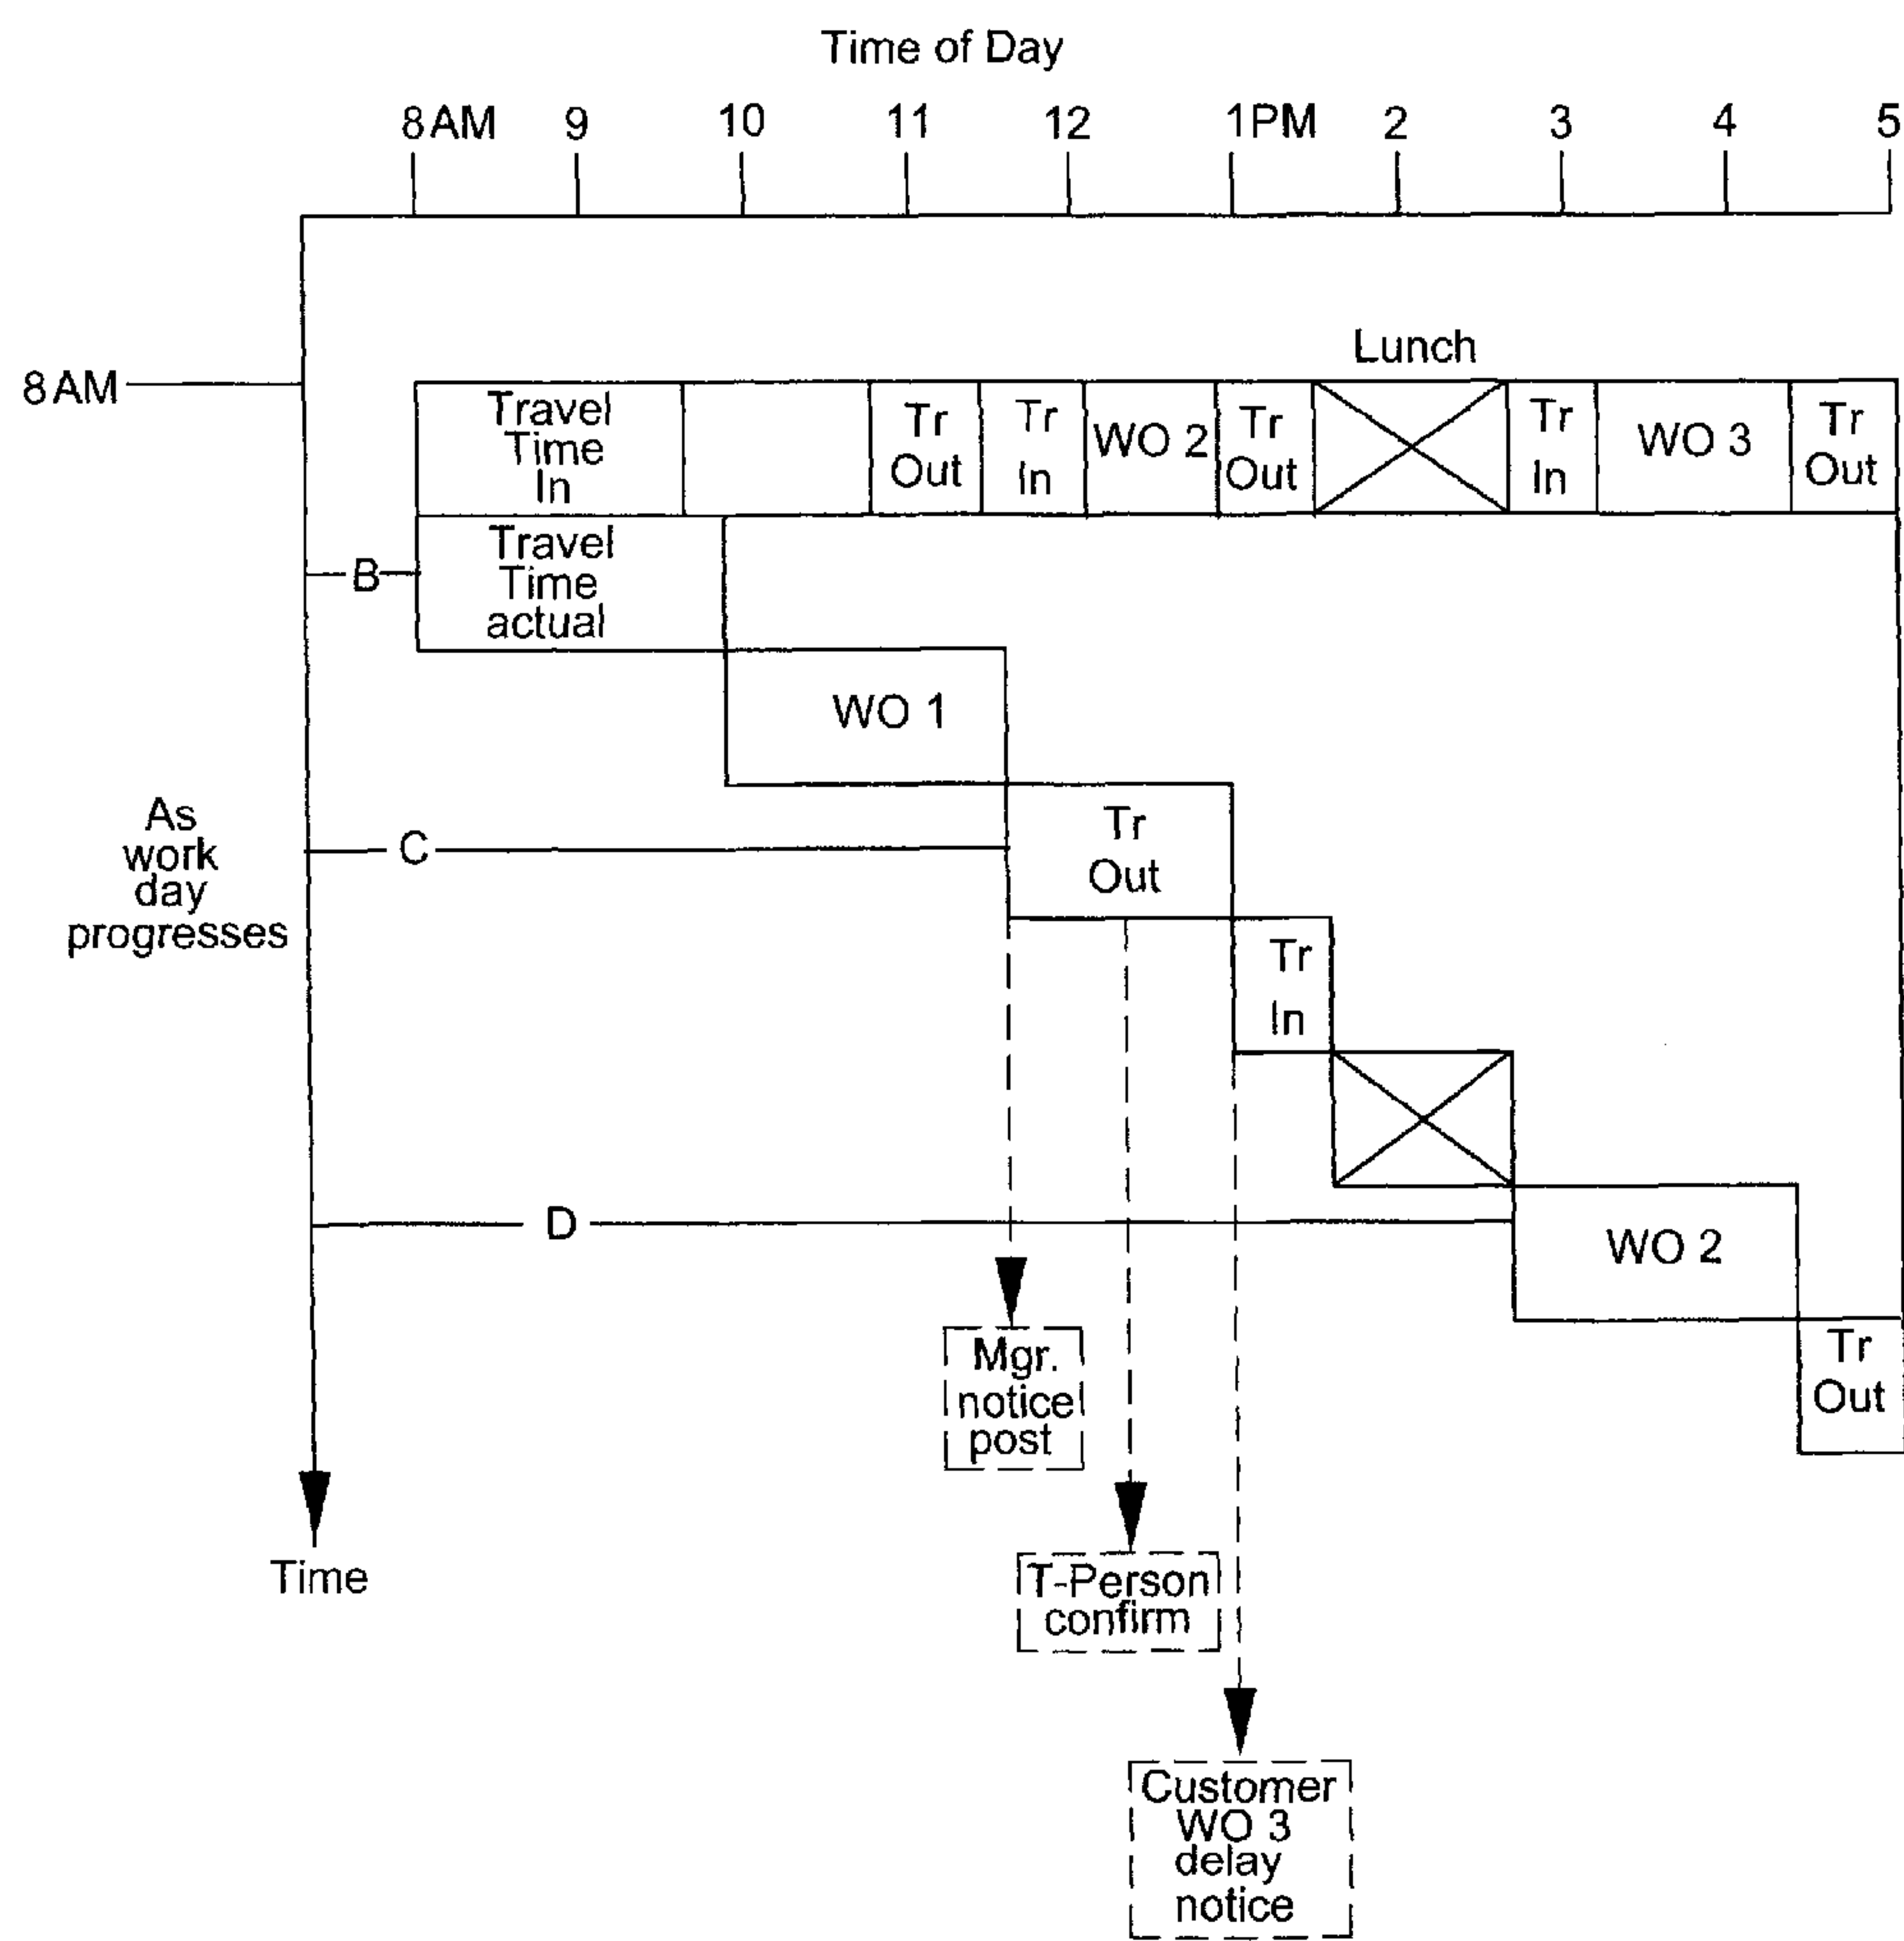 Time of Day
8AM 9 10 11 12 1PM 2 3 4 5
Lunch
8AM
Travel
Time
In
Tr
Out
Tr
In
WO 2
Tr
Out
Tr
In
WO 3
Tr
Out
B
Travel
Time
actual
WO 1
As
work
day
progresses
C
Tr
Out
Tr
In
D
WO 2
Tr
Out
Mgr.
notice
post
T-Person
confirm
Time
Customer
WO 3
delay
notice